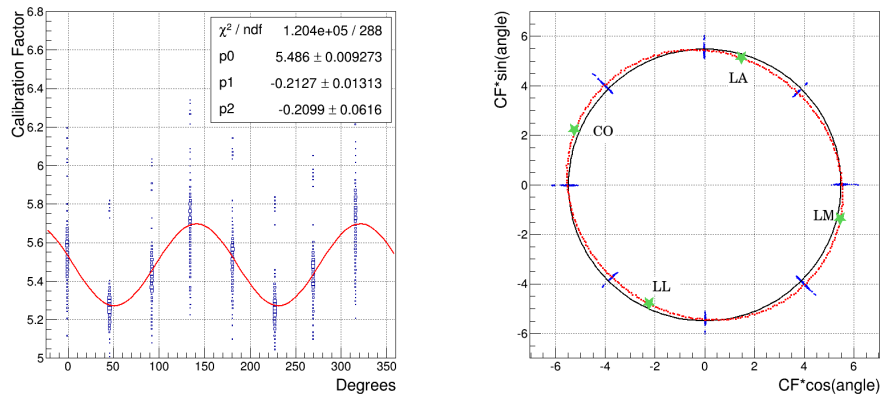 χ² / ndf 1.204e+05 / 288
p0 5.486 ± 0.009273
p1 -0.2127 ± 0.01313
p2 -0.2099 ± 0.0616
Calibration Factor
6.8
6.6
6.4
6.2
6
5.8
5.6
5.4
5.2
5
0 50 100 150 200 250 300 350
Degrees
CF*sin(angle)
6
4
2
0
-2
-4
-6
-6 -4 -2 0 2 4 6
CF*cos(angle)
LA
CO
LM
LL